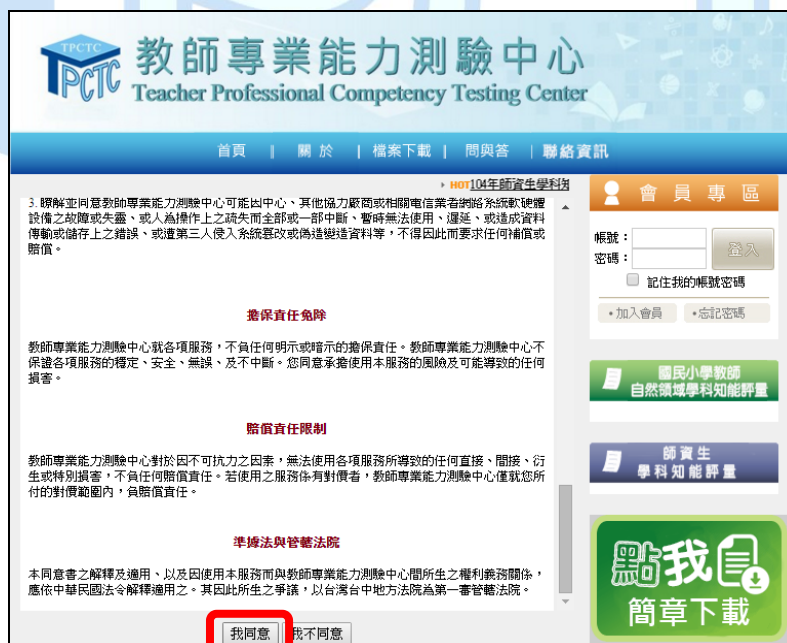 TPCTC
TPCTC
教師專業能力測驗中心
Teacher Professional Competency Testing Center
首頁 | 關於 | 檔案下載 | 問與答 | 聯絡資訊
HOT104年師資生學科知
3. 瞭解並同意教師專業能力測驗中心可能因中心、其他協力廠商或相關電信業者網絡系統軟硬體
設備之故障或失靈、或人為操作上之疏失而全部或一部中斷、暫時無法使用、遲延、或造成資料
傳輸或儲存上之錯誤、或遭第三人侵入系統篡改或偽造變造資料等，不得因此而要求任何補償或
賠償。
擔保責任免除
教師專業能力測驗中心就各項服務，不負任何明示或暗示的擔保責任。教師專業能力測驗中心不
保證各項服務的穩定、安全、無誤、及不中斷。您同意承擔使用本服務的風險及可能導致的任何
損害。
賠償責任限制
教師專業能力測驗中心對於因不可抗力之因素，無法使用各項服務所導致的任何直接、間接、衍
生或特別損害，不負任何賠償責任。若使用之服務係有對價者，教師專業能力測驗中心僅就您所
付的對價範圍內，負賠償責任。
準據法與管轄法院
本同意書之解釋及適用、以及因使用本服務而與教師專業能力測驗中心間所生之權利義務關係，
應依中華民國法令解釋適用之。其因此所生之爭議，以台灣台中地方法院為第一審管轄法院。
我同意 我不同意
會員專區
帳號：
密碼：
登入
記住我的帳號密碼
•加入會員 •忘記密碼
國民小學教師
自然領域學科知能評量
師資生
學科知能評量
點我
簡章下載